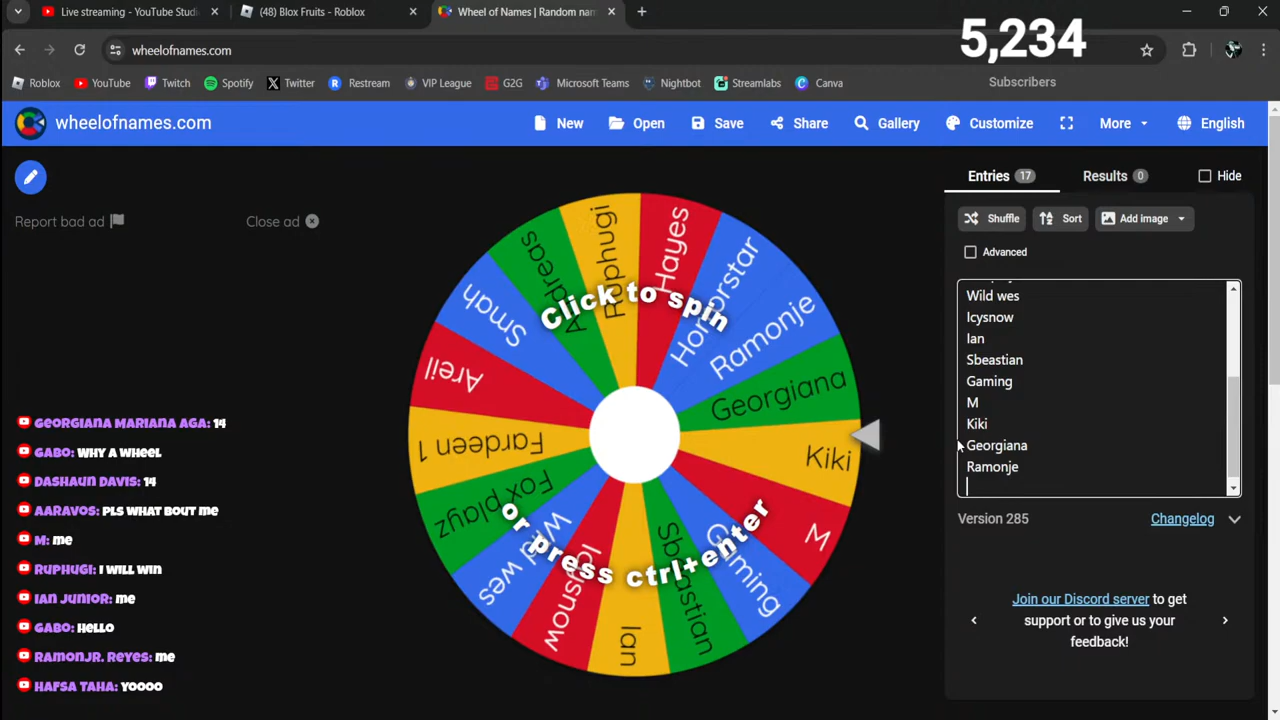 Live streaming - YouTube Studi
(48) Blox Fruits - Roblox
Wheel of Names | Random nam
wheelofnames.com
5,234
Subscribers
Roblox
YouTube
Twitch
Spotify
Twitter
Restream
VIP League
G2G
Microsoft Teams
Nightbot
Streamlabs
Canva
wheelofnames.com
New
Open
Save
Share
Gallery
Customize
More
English
Report bad ad
Close ad
Entries 17
Results 0
Hide
Shuffle
Sort
Add image
Advanced
Wild wes
Icysnow
Ian
Sbeastian
Gaming
M
Kiki
Georgiana
Ramonje
Version 285
Changelog
Join our Discord server to get
support or to give us your
feedback!
Click to spin
or press ctrl+enter
Hayes
Horrorstar
Ramonje
Georgiana
Kiki
M
Gaming
Sbeastian
Ian
Icysnow
Wild wes
Fox playz
Fardeen 1
Areil
Smah
Andreas
Ruphugi
GEORGIANA MARIANA AGA: 14
GABO: WHY A WHEEL
DASHAUN DAVIS: 14
AARAVOS: PLS WHAT BOUT ME
M: ME
RUPHUGI: I WILL WIN
IAN JUNIOR: ME
GABO: HELLO
RAMONJR. REYES: ME
HAFSA TAHA: YOOOO